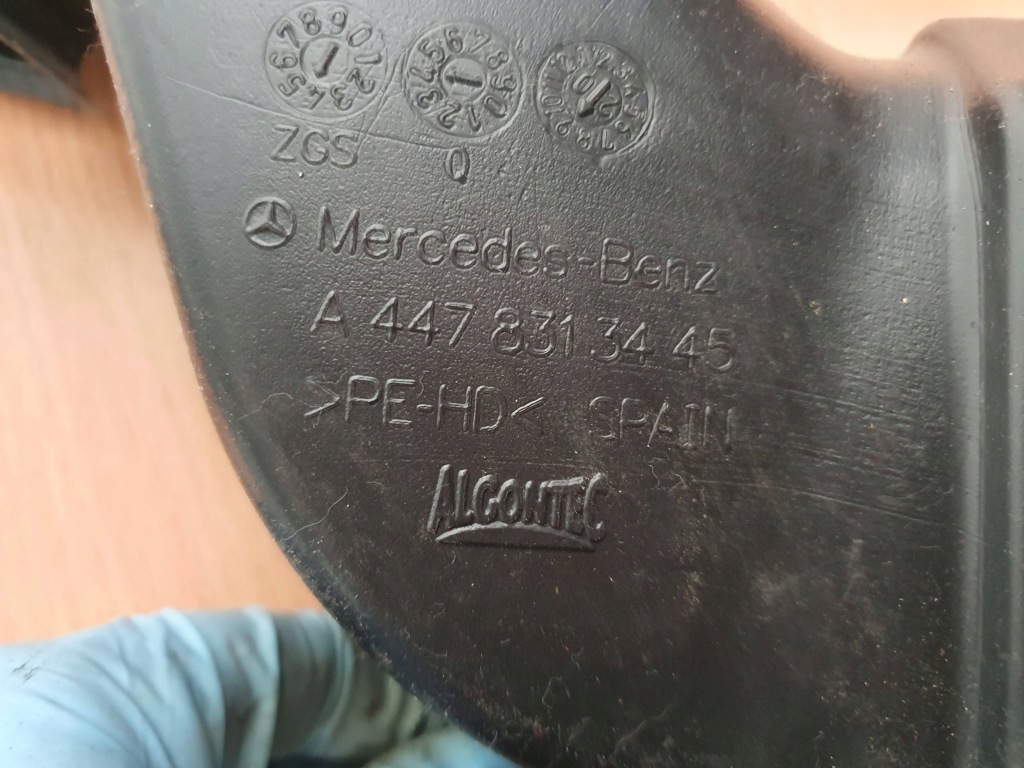 ZGS Q
Mercedes-Benz
A 447 831 34 45
>PE-HD< SPAIN
ALGONTEC